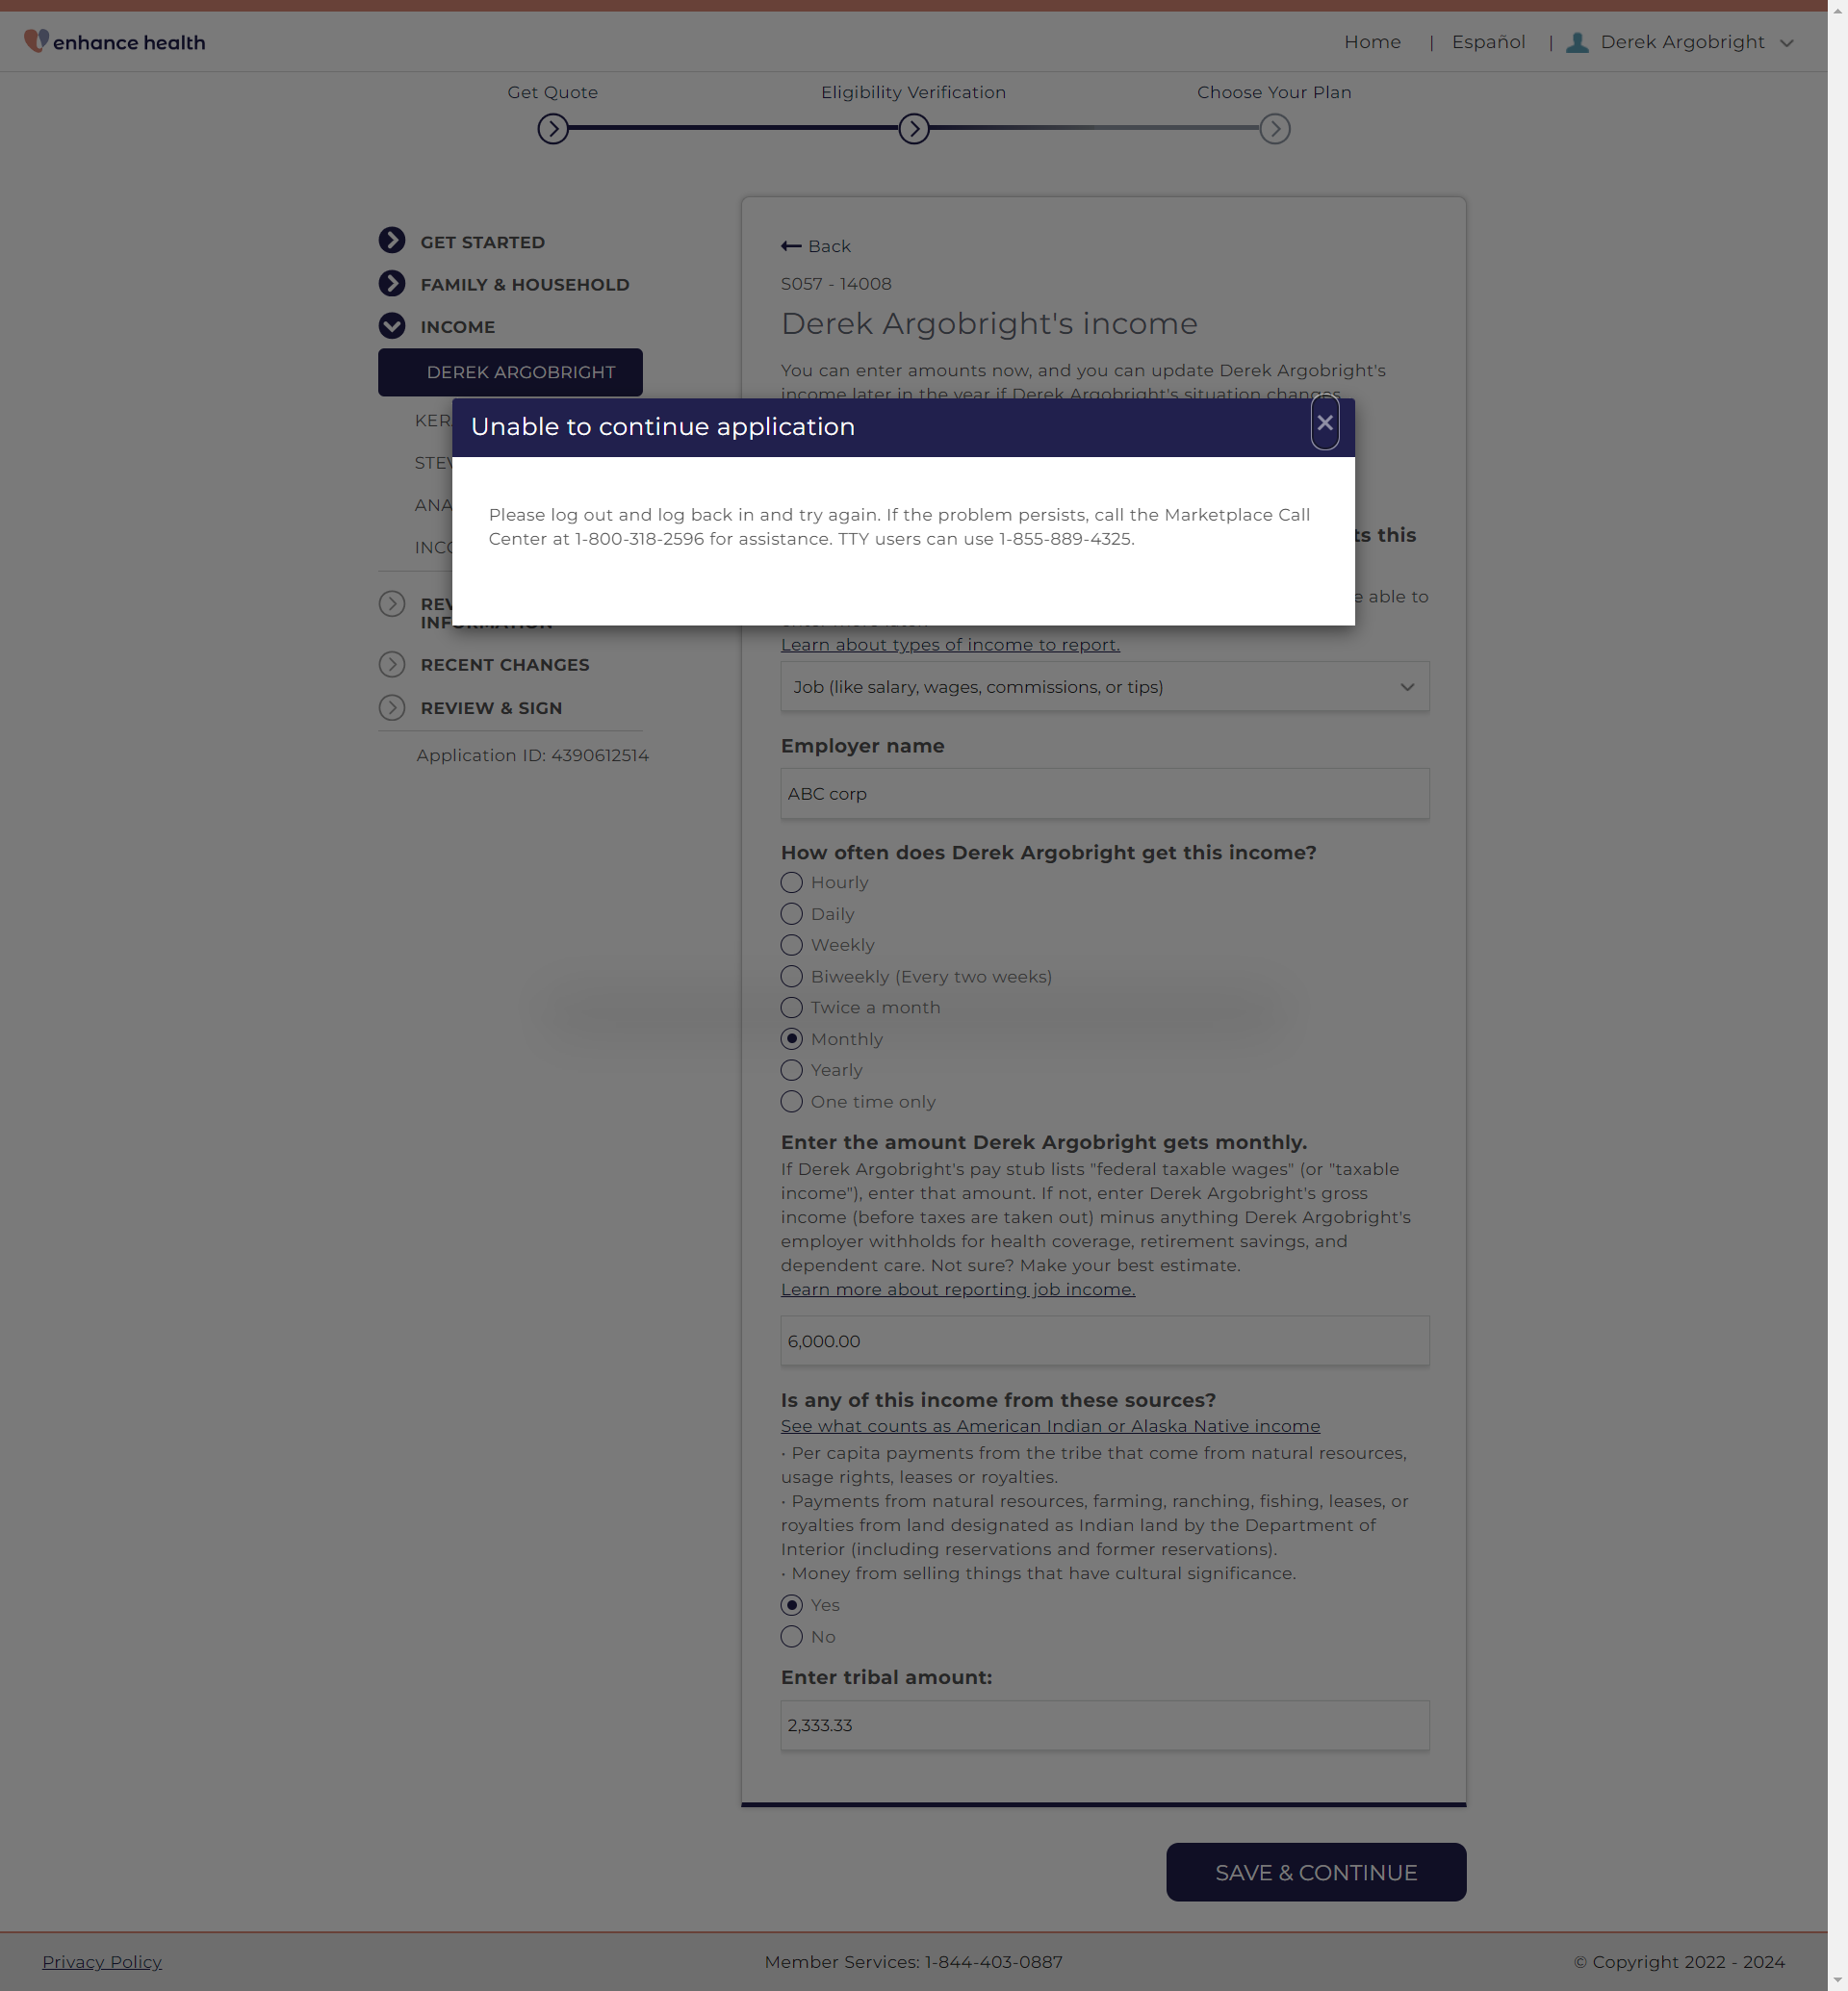 enhance health
Home | Español | Derek Argobright
Get Quote
Eligibility Verification
Choose Your Plan
GET STARTED
FAMILY & HOUSEHOLD
INCOME
DEREK ARGOBRIGHT
KER
STE
ANA
INC
REV
INFORMATION
RECENT CHANGES
REVIEW & SIGN
Application ID: 4390612514
Back
S057 - 14008
Derek Argobright's income
You can enter amounts now, and you can update Derek Argobright's
income later in the year if Derek Argobright's situation changes.
Unable to continue application
×
Please log out and log back in and try again. If the problem persists, call the Marketplace Call
Center at 1-800-318-2596 for assistance. TTY users can use 1-855-889-4325.
ts this
e able to
Learn about types of income to report.
Job (like salary, wages, commissions, or tips)
Employer name
ABC corp
How often does Derek Argobright get this income?
Hourly
Daily
Weekly
Biweekly (Every two weeks)
Twice a month
Monthly
Yearly
One time only
Enter the amount Derek Argobright gets monthly.
If Derek Argobright's pay stub lists "federal taxable wages" (or "taxable
income"), enter that amount. If not, enter Derek Argobright's gross
income (before taxes are taken out) minus anything Derek Argobright's
employer withholds for health coverage, retirement savings, and
dependent care. Not sure? Make your best estimate.
Learn more about reporting job income.
6,000.00
Is any of this income from these sources?
See what counts as American Indian or Alaska Native income
· Per capita payments from the tribe that come from natural resources,
usage rights, leases or royalties.
· Payments from natural resources, farming, ranching, fishing, leases, or
royalties from land designated as Indian land by the Department of
Interior (including reservations and former reservations).
· Money from selling things that have cultural significance.
Yes
No
Enter tribal amount:
2,333.33
SAVE & CONTINUE
Privacy Policy
Member Services: 1-844-403-0887
© Copyright 2022 - 2024